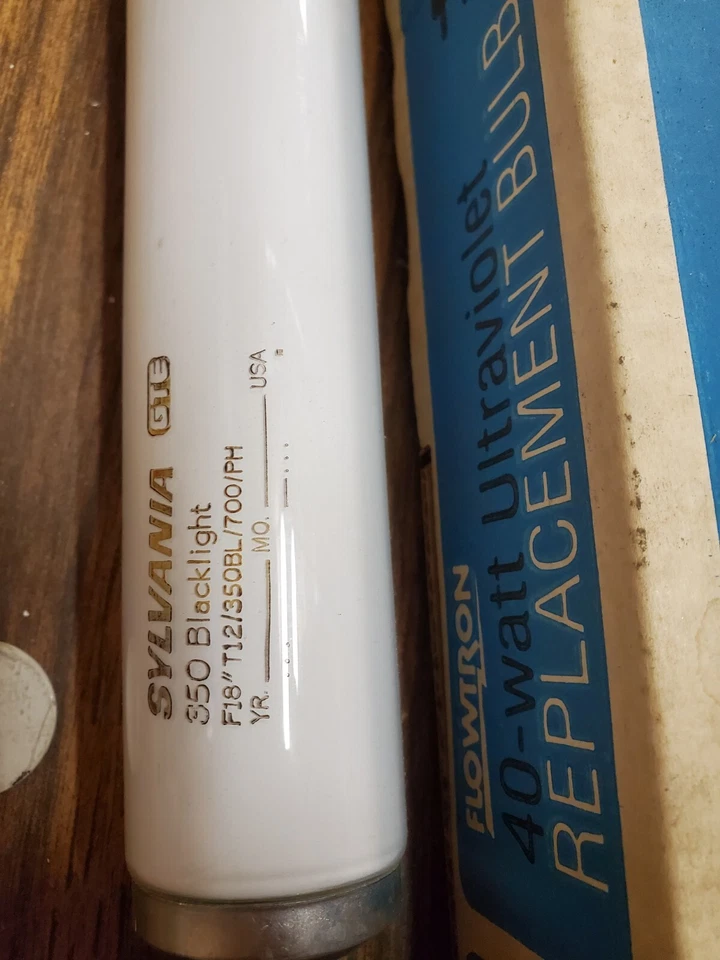 SYLVANIA GTE
350 Blacklight
F18"T12/350BL/700/PH
YR. MO. USA
FLOWTRON
40-watt Ultraviolet
REPLACEMENT BULB